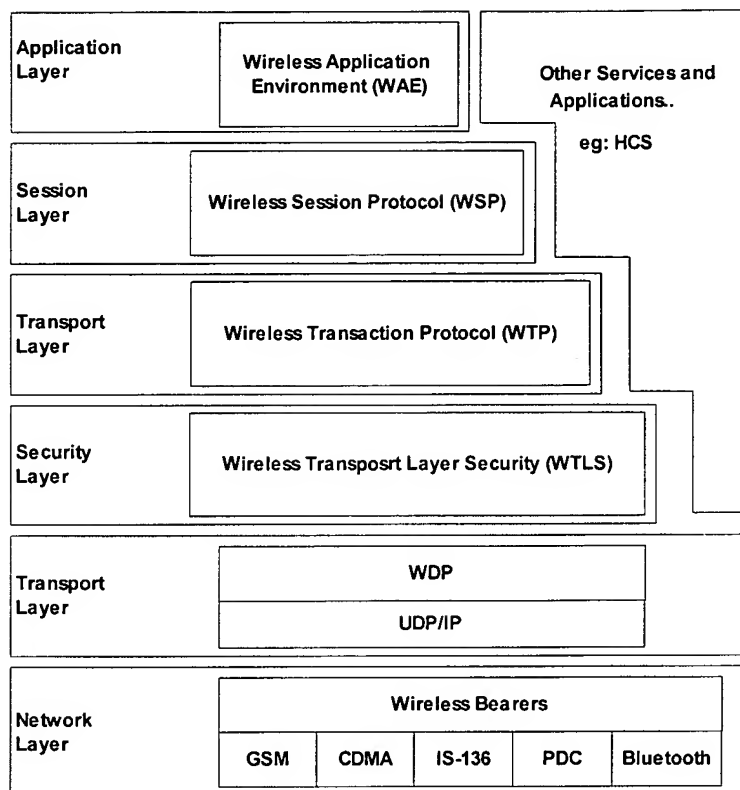 Application
Layer
Wireless Application
Environment (WAE)
Other Services and
Applications..
eg: HCS
Session
Layer
Wireless Session Protocol (WSP)
Transport
Layer
Wireless Transaction Protocol (WTP)
Security
Layer
Wireless Transposrt Layer Security (WTLS)
Transport
Layer
WDP
UDP/IP
Network
Layer
Wireless Bearers
GSM
CDMA
IS-136
PDC
Bluetooth